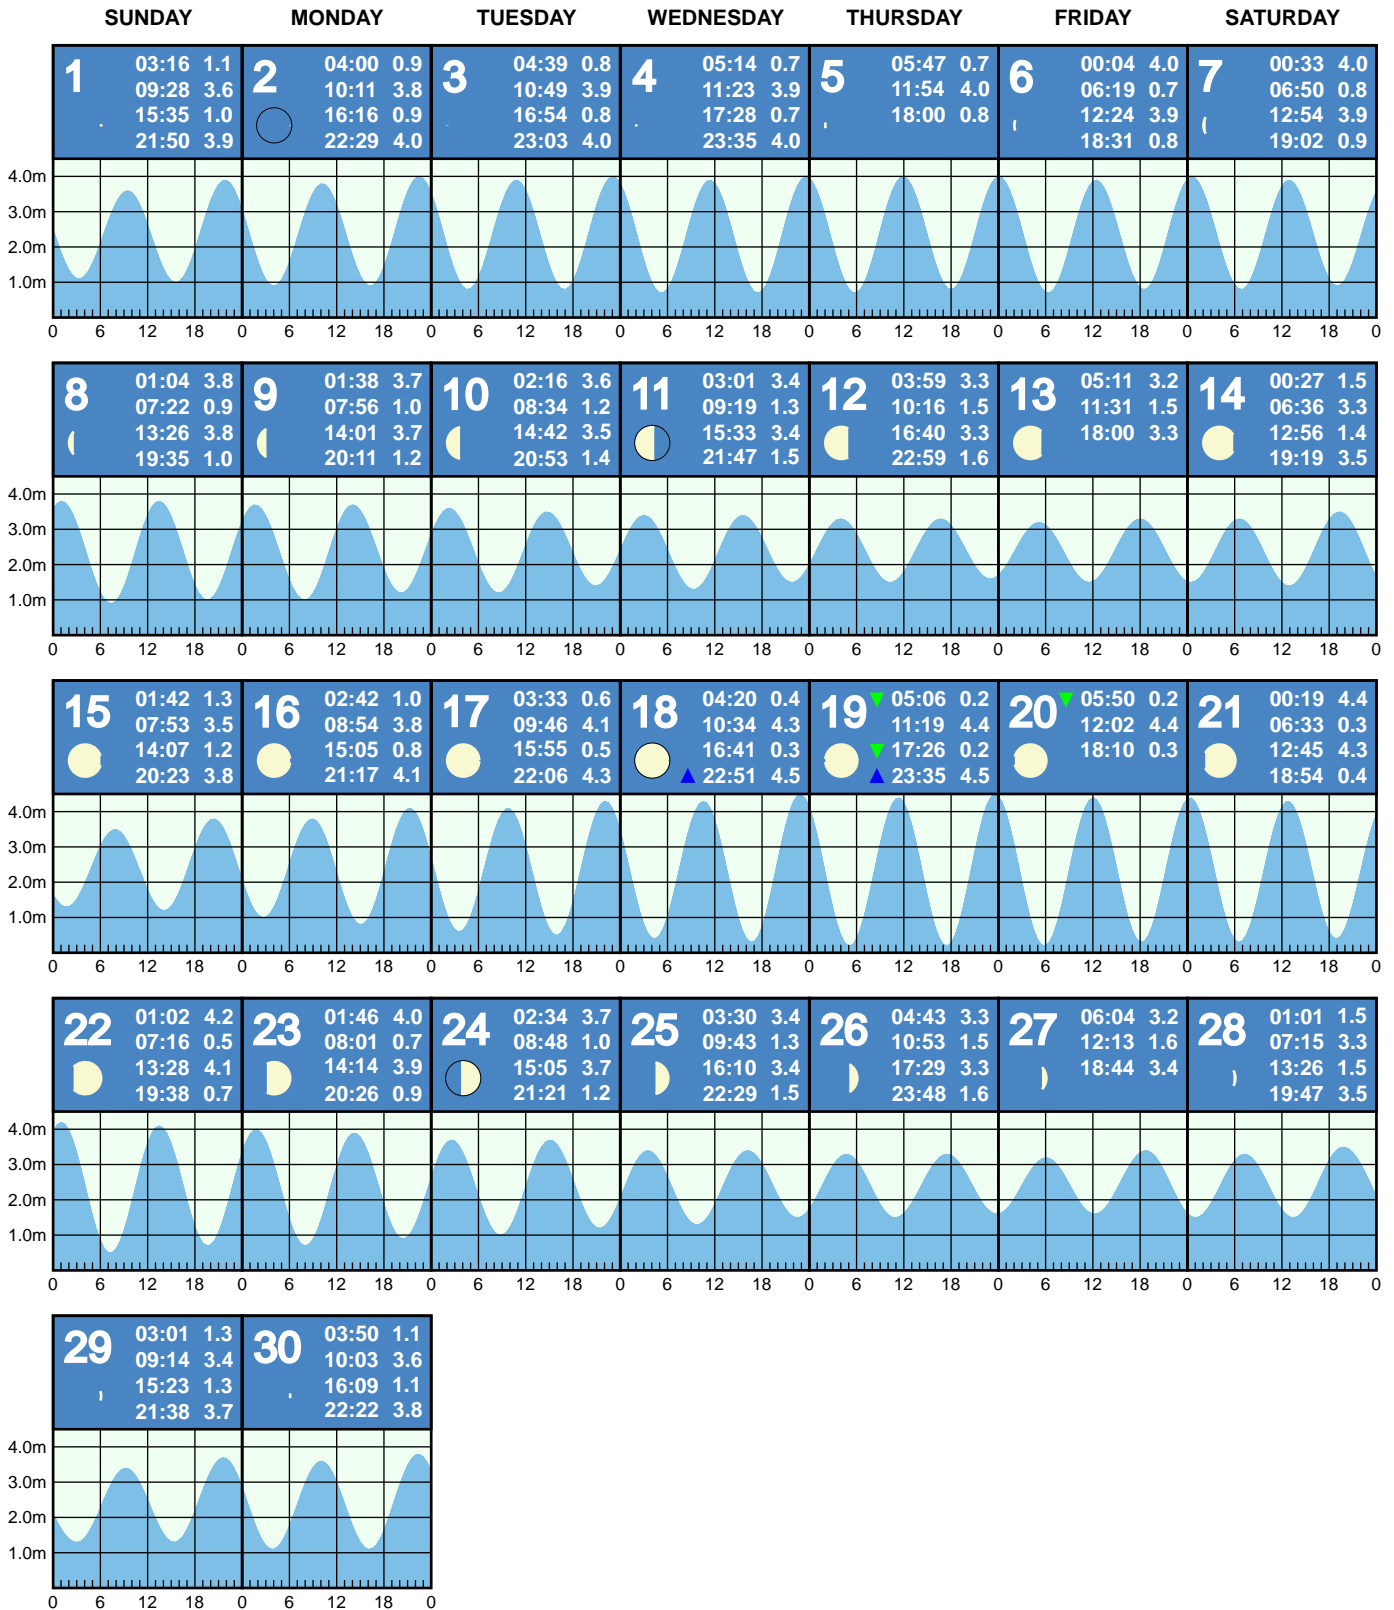 SUNDAY MONDAY TUESDAY WEDNESDAY THURSDAY FRIDAY SATURDAY
1 03:16 1.1
09:28 3.6
15:35 1.0
21:50 3.9
2 04:00 0.9
10:11 3.8
16:16 0.9
22:29 4.0
3 04:39 0.8
10:49 3.9
16:54 0.8
23:03 4.0
4 05:14 0.7
11:23 3.9
17:28 0.7
23:35 4.0
5 05:47 0.7
11:54 4.0
18:00 0.8
6 00:04 4.0
06:19 0.7
12:24 3.9
18:31 0.8
7 00:33 4.0
06:50 0.8
12:54 3.9
19:02 0.9
4.0m
3.0m
2.0m
1.0m
0 6 12 18 0 6 12 18 0 6 12 18 0 6 12 18 0 6 12 18 0 6 12 18 0 6 12 18 0
8 01:04 3.8
07:22 0.9
13:26 3.8
19:35 1.0
9 01:38 3.7
07:56 1.0
14:01 3.7
20:11 1.2
10 02:16 3.6
08:34 1.2
14:42 3.5
20:53 1.4
11 03:01 3.4
09:19 1.3
15:33 3.4
21:47 1.5
12 03:59 3.3
10:16 1.5
16:40 3.3
22:59 1.6
13 05:11 3.2
11:31 1.5
18:00 3.3
14 00:27 1.5
06:36 3.3
12:56 1.4
19:19 3.5
4.0m
3.0m
2.0m
1.0m
0 6 12 18 0 6 12 18 0 6 12 18 0 6 12 18 0 6 12 18 0 6 12 18 0 6 12 18 0
15 01:42 1.3
07:53 3.5
14:07 1.2
20:23 3.8
16 02:42 1.0
08:54 3.8
15:05 0.8
21:17 4.1
17 03:33 0.6
09:46 4.1
15:55 0.5
22:06 4.3
18 04:20 0.4
10:34 4.3
16:41 0.3
22:51 4.5
19 05:06 0.2
11:19 4.4
17:26 0.2
23:35 4.5
20 05:50 0.2
12:02 4.4
18:10 0.3
21 00:19 4.4
06:33 0.3
12:45 4.3
18:54 0.4
4.0m
3.0m
2.0m
1.0m
0 6 12 18 0 6 12 18 0 6 12 18 0 6 12 18 0 6 12 18 0 6 12 18 0 6 12 18 0
22 01:02 4.2
07:16 0.5
13:28 4.1
19:38 0.7
23 01:46 4.0
08:01 0.7
14:14 3.9
20:26 0.9
24 02:34 3.7
08:48 1.0
15:05 3.7
21:21 1.2
25 03:30 3.4
09:43 1.3
16:10 3.4
22:29 1.5
26 04:43 3.3
10:53 1.5
17:29 3.3
23:48 1.6
27 06:04 3.2
12:13 1.6
18:44 3.4
28 01:01 1.5
07:15 3.3
13:26 1.5
19:47 3.5
4.0m
3.0m
2.0m
1.0m
0 6 12 18 0 6 12 18 0 6 12 18 0 6 12 18 0 6 12 18 0 6 12 18 0 6 12 18 0
29 03:01 1.3
09:14 3.4
15:23 1.3
21:38 3.7
30 03:50 1.1
10:03 3.6
16:09 1.1
22:22 3.8
4.0m
3.0m
2.0m
1.0m
0 6 12 18 0 6 12 18 0